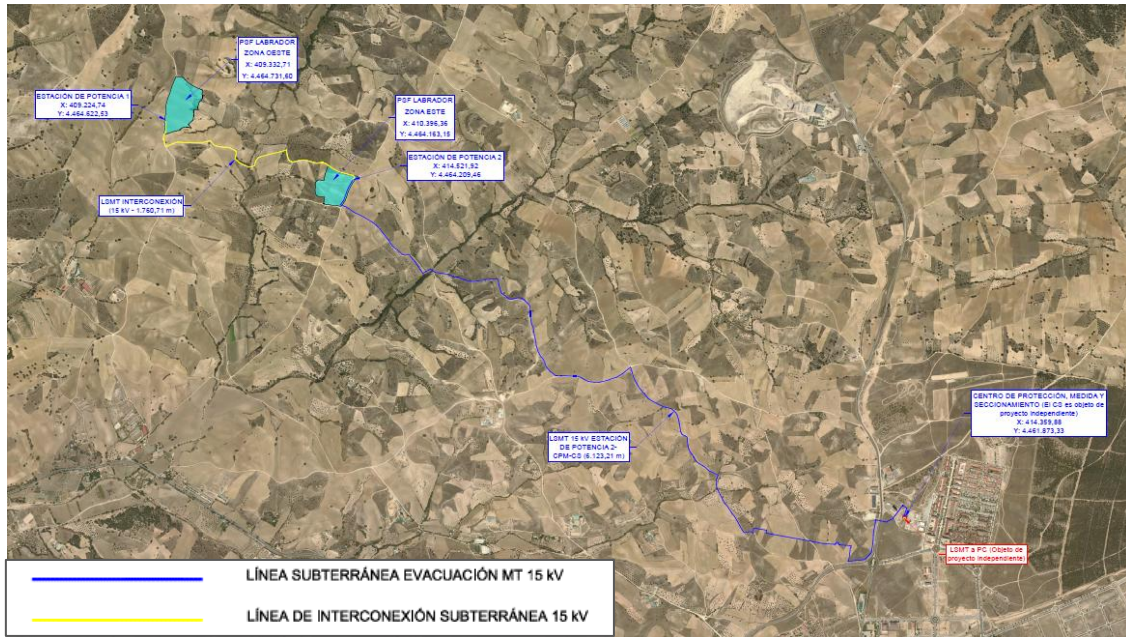 PSF LABRADOR
ZONA OESTE
X: 409.332,71
Y: 4.464.731,60
ESTACIÓN DE POTENCIA 1
X: 409.224,74
Y: 4.464.622,53
PSF LABRADOR
ZONA ESTE
X: 410.396,36
Y: 4.464.163,15
ESTACIÓN DE POTENCIA 2
X: 414.521,92
Y: 4.464.209,46
LSMT INTERCONEXIÓN
(15 kV - 1.760,71 m)
CENTRO DE PROTECCIÓN, MEDIDA Y
SECCIONAMIENTO (El CS es objeto de
proyecto independiente)
X: 414.359,88
Y: 4.461.873,33
LSMT 15 kV ESTACIÓN
DE POTENCIA 2-
CPM-CS (6.123,21 m)
LSMT a PC (Objeto de
proyecto independiente)
LÍNEA SUBTERRÁNEA EVACUACIÓN MT 15 kV
LÍNEA DE INTERCONEXIÓN SUBTERRÁNEA 15 kV